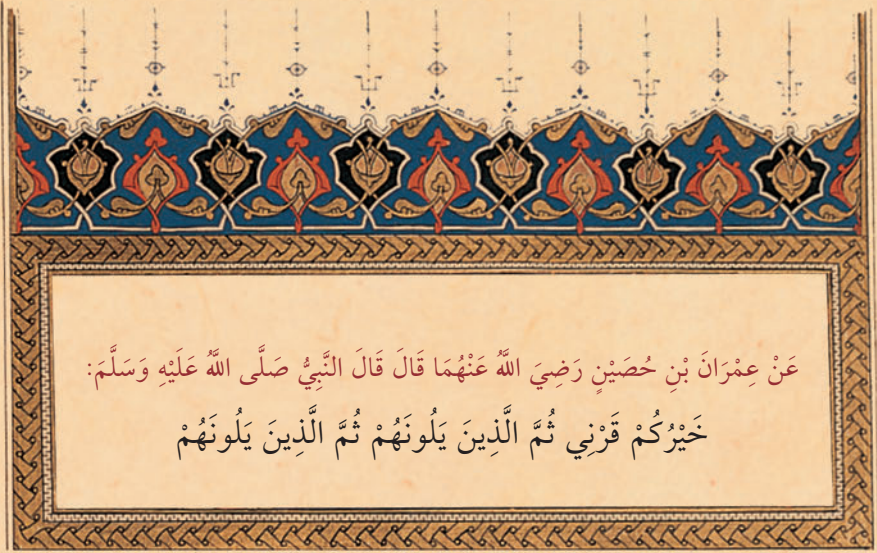 عَنْ عِمْرَانَ بْنِ حُصَيْنٍ رَضِيَ اللَّهُ عَنْهُمَا قَالَ قَالَ النَّبِيُّ صَلَّى اللَّهُ عَلَيْهِ وَسَلَّمَ:
خَيْرُكُمْ قَرْنِي ثُمَّ الَّذِينَ يَلُونَهُمْ ثُمَّ الَّذِينَ يَلُونَهُمْ